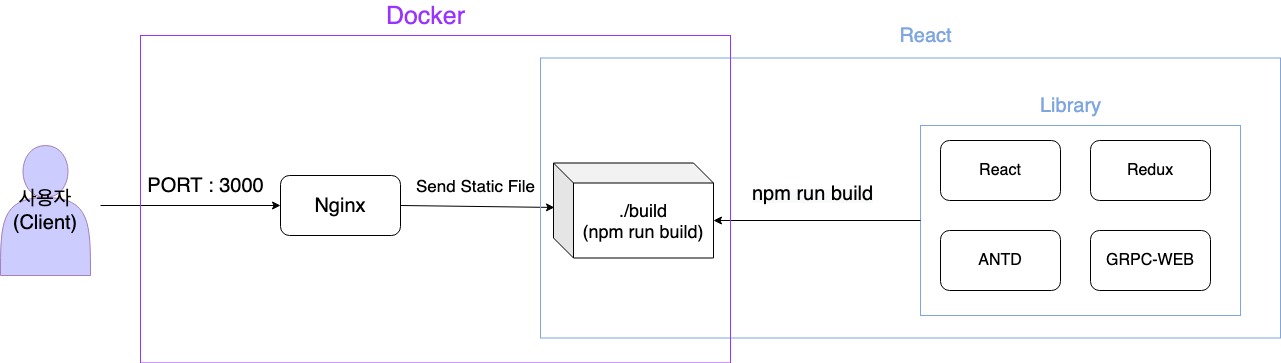 Docker
React
Library
사용자
(Client)
PORT : 3000
Nginx
Send Static File
./build
(npm run build)
npm run build
React
Redux
ANTD
GRPC-WEB